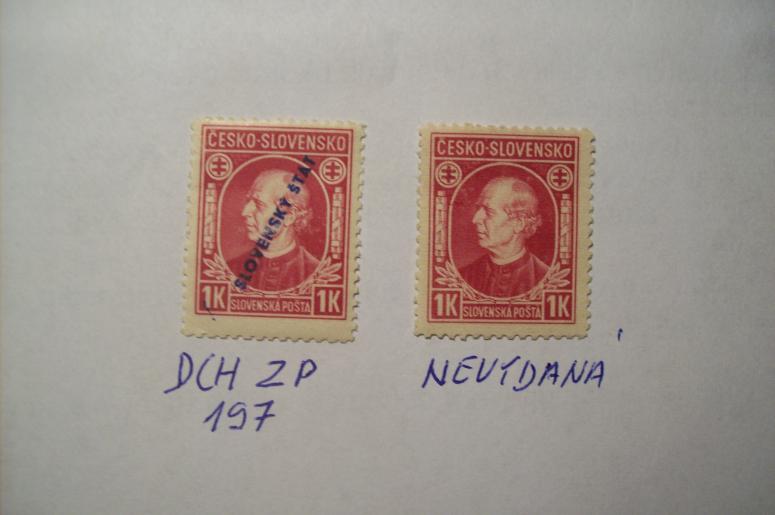 ČESKO-SLOVENSKO
SLOVENSKÝ ŠTÁT
1K SLOVENSKÁ POŠTA 1K
ČESKO-SLOVENSKO
1K SLOVENSKÁ POŠTA 1K
DCH ZP
197
NEVYDANÁ